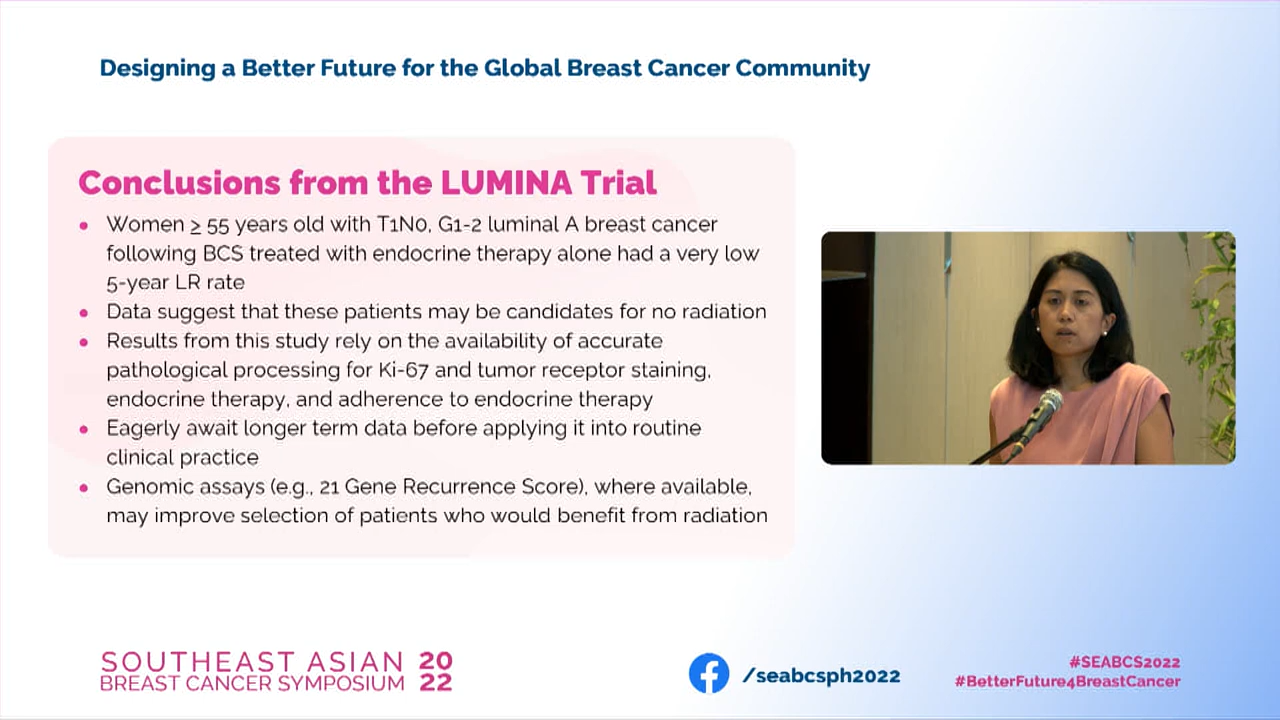 Designing a Better Future for the Global Breast Cancer Community
Conclusions from the LUMINA Trial
• Women ≥ 55 years old with T1N0, G1-2 luminal A breast cancer
following BCS treated with endocrine therapy alone had a very low
5-year LR rate
• Data suggest that these patients may be candidates for no radiation
• Results from this study rely on the availability of accurate
pathological processing for Ki-67 and tumor receptor staining,
endocrine therapy, and adherence to endocrine therapy
• Eagerly await longer term data before applying it into routine
clinical practice
• Genomic assays (e.g., 21 Gene Recurrence Score), where available,
may improve selection of patients who would benefit from radiation
SOUTHEAST ASIAN 20
BREAST CANCER SYMPOSIUM 22
/seabcsph2022
#SEABCS2022
#BetterFuture4BreastCancer